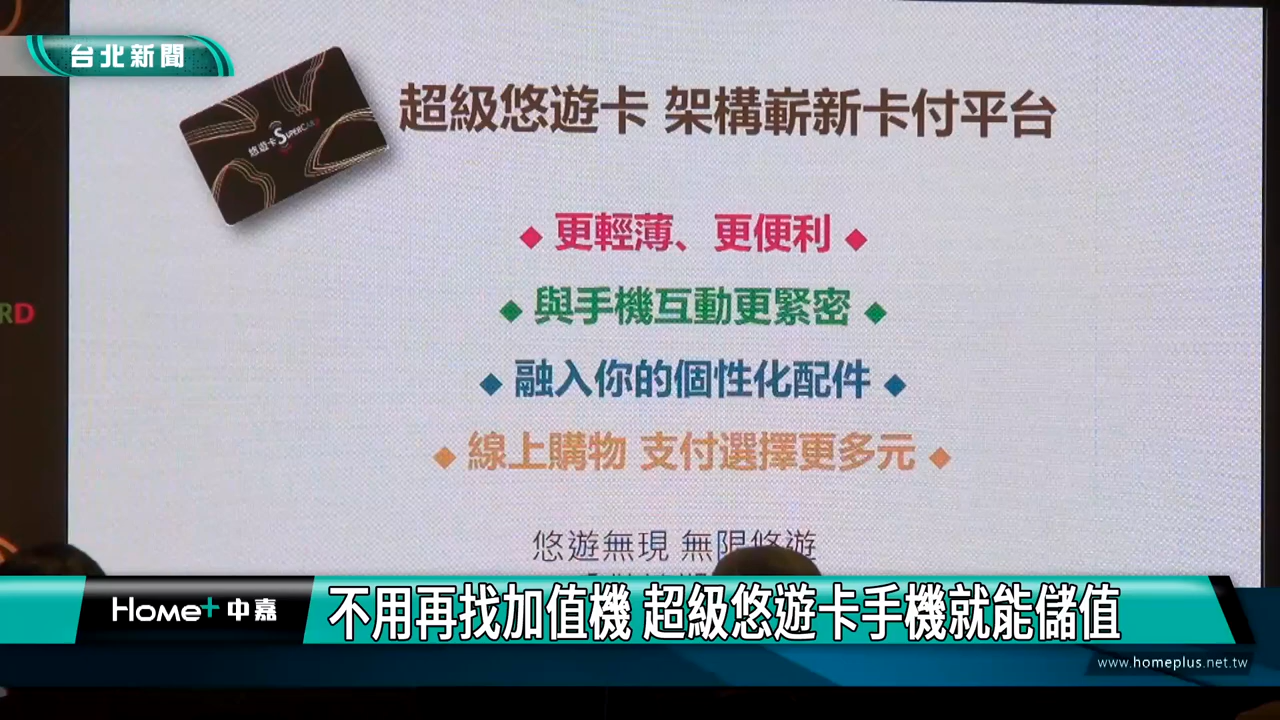 台北新聞
超級悠遊卡 架構嶄新卡付平台
悠遊卡 SUPERCARD
◆ 更輕薄、更便利 ◆
◆ 與手機互動更緊密 ◆
RD
◆ 融入你的個性化配件 ◆
◆ 線上購物 支付選擇更多元 ◆
悠遊無現 無限悠遊
Home+ 中嘉
不用再找加值機 超級悠遊卡手機就能儲值
www.homeplus.net.tw